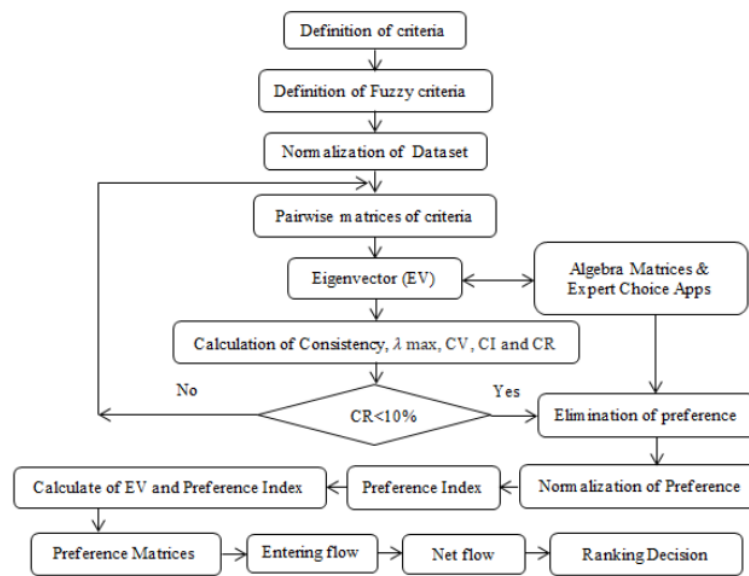 Definition of criteria
Definition of Fuzzy criteria
Normalization of Dataset
Pairwise matrices of criteria
Eigenvector (EV)
Algebra Matrices &
Expert Choice Apps
Calculation of Consistency, λ max, CV, CI and CR
No
Yes
CR<10%
Elimination of preference
Normalization of Preference
Preference Index
Calculate of EV and Preference Index
Preference Matrices
Entering flow
Net flow
Ranking Decision